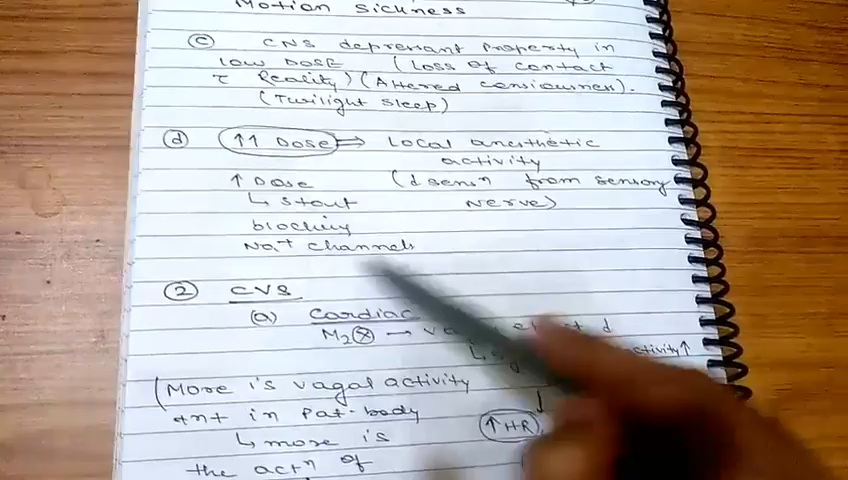 Motion Sickness
(c) CNS depressant Property in
LOW DOSE (Loss of contact
c̄ Reality) (Altered consiousness).
(Twilight sleep)
(d) ↑↑ Dose ⇒ Local anesthetic
activity
↑ Dose (↓ sensⁿ from sensory
↳ start Nerve)
blocking
Na+ channels
(2) CVS
(a) Cardiac
M2 ⊗ → ↓
activity↑
(More is vagal activity ↓
+nt in Pat. body ↑ HR
↳ more is
the actⁿ of